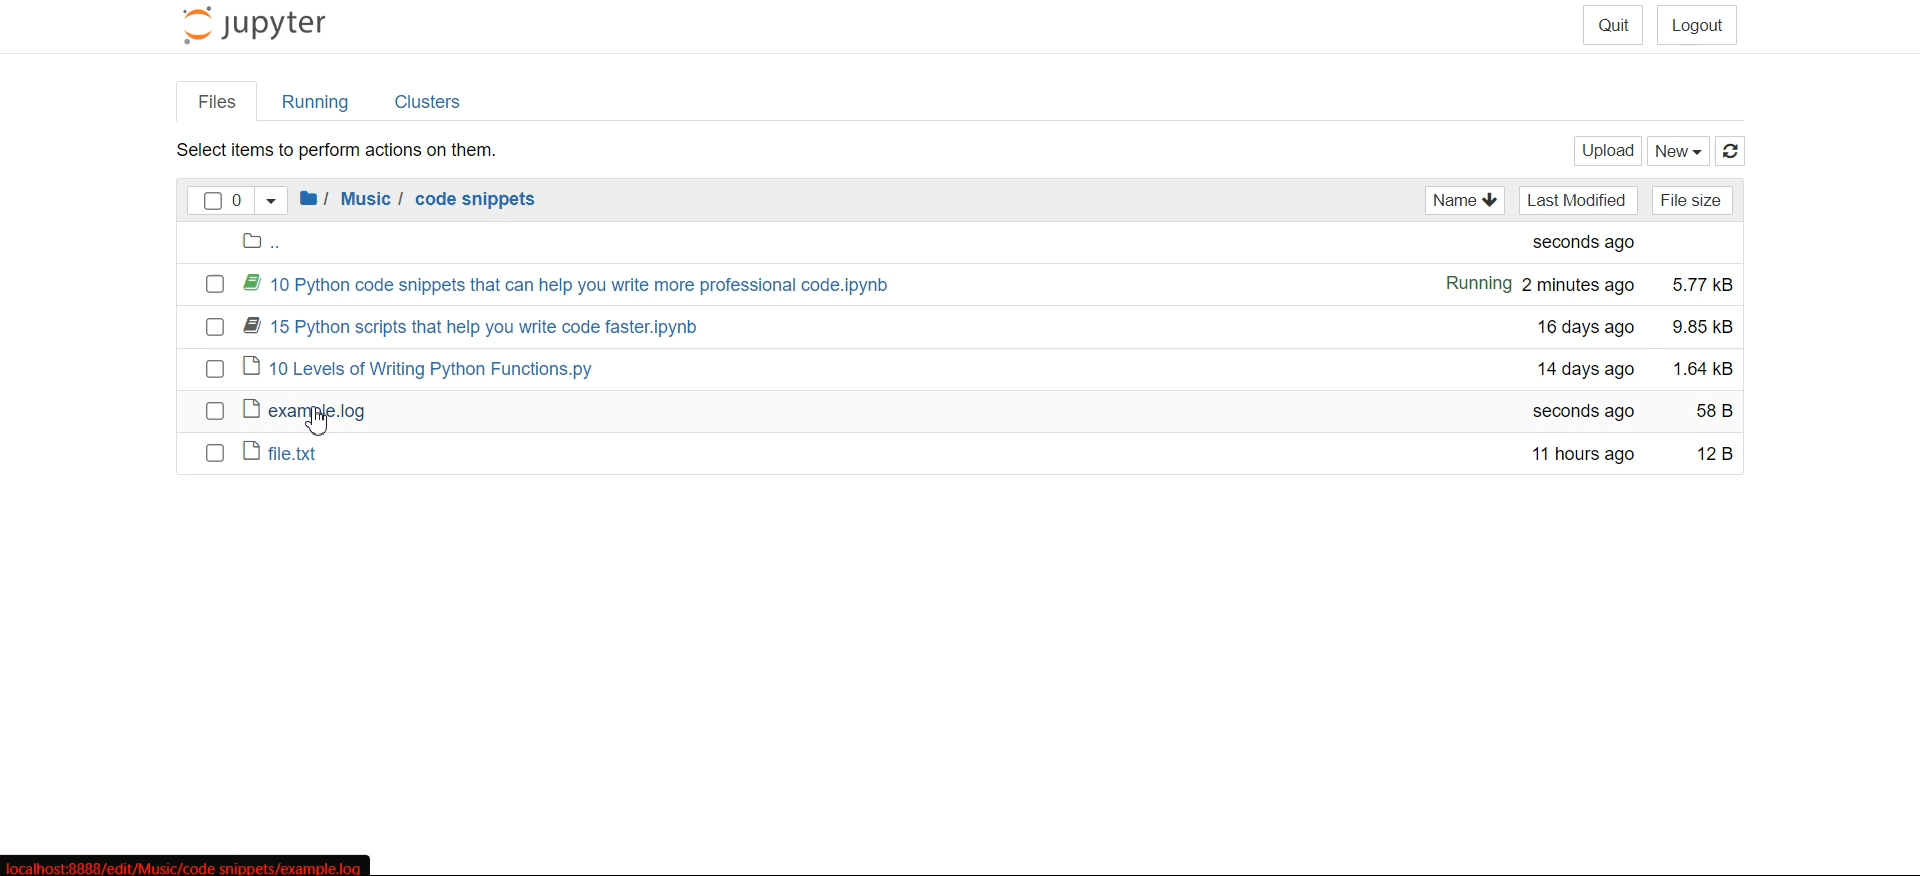 jupyter
Quit Logout
Files Running Clusters
Select items to perform actions on them.
Upload New
0 / Music / code snippets Name Last Modified File size
.. seconds ago
10 Python code snippets that can help you write more professional code.ipynb Running 2 minutes ago 5.77 kB
15 Python scripts that help you write code faster.ipynb 16 days ago 9.85 kB
10 Levels of Writing Python Functions.py 14 days ago 1.64 kB
example.log seconds ago 58 B
file.txt 11 hours ago 12 B
localhost:8888/edit/Music/code snippets/example.log